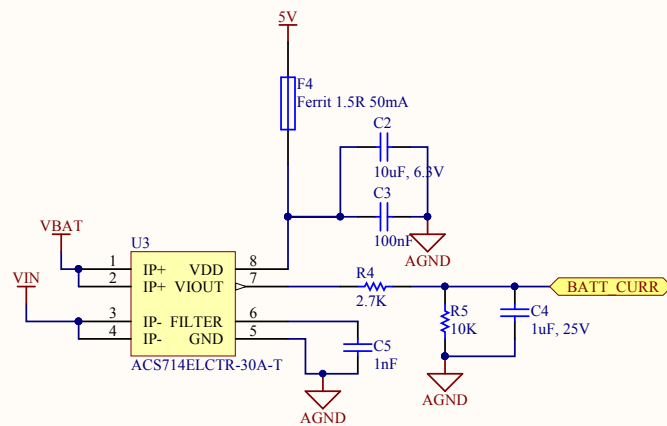 5V
F4
Ferrit 1.5R 50mA
C2
10uF, 6.3V
C3
100nF
AGND
VBAT
U3
1 IP+ VDD 8
2 IP+ VIOUT 7
VIN
3 IP- FILTER 6
4 IP- GND 5
ACS714ELCTR-30A-T
R4
2.7K
BATT_CURR
R5
10K
C4
1uF, 25V
C5
1nF
AGND
AGND